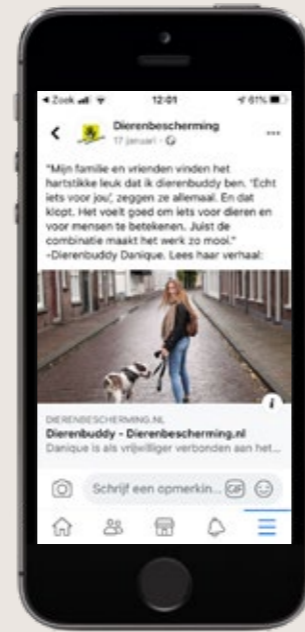 Zoek
12:01
61%
Dierenbescherming
17 januari ·
"Mijn familie en vrienden vinden het
hartstikke leuk dat ik dierenbuddy ben. 'Echt
iets voor jou', zeggen ze allemaal. En dat
klopt. Het voelt goed om iets voor dieren en
voor mensen te betekenen. Juist de
combinatie maakt het werk zo mooi."
-Dierenbuddy Danique. Lees haar verhaal:
DIERENBESCHERMING.NL
Dierenbuddy - Dierenbescherming.nl
Danique is als vrijwilliger verbonden aan het...
Schrijf een opmerkin...
GIF